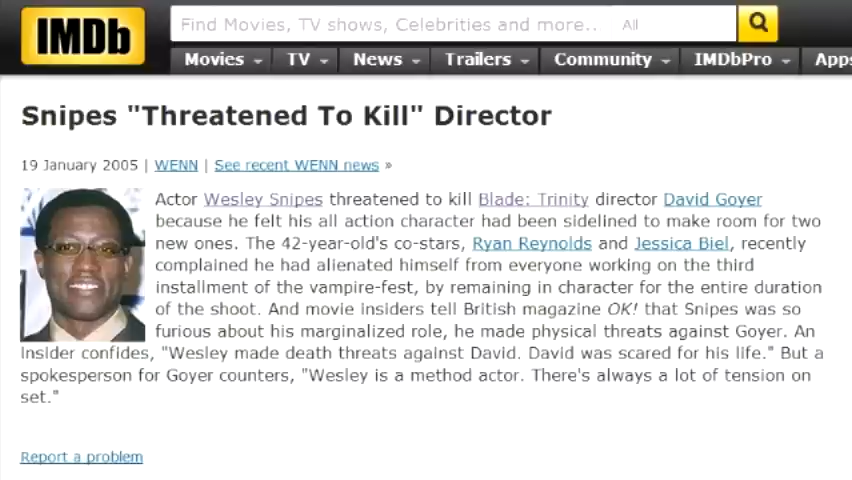 IMDb
Find Movies, TV shows, Celebrities and more.. All
Movies TV News Trailers Community IMDbPro Apps
Snipes "Threatened To Kill" Director
19 January 2005 | WENN | See recent WENN news »
Actor Wesley Snipes threatened to kill Blade: Trinity director David Goyer
because he felt his all action character had been sidelined to make room for two
new ones. The 42-year-old's co-stars, Ryan Reynolds and Jessica Biel, recently
complained he had alienated himself from everyone working on the third
installment of the vampire-fest, by remaining in character for the entire duration
of the shoot. And movie insiders tell British magazine OK! that Snipes was so
furious about his marginalized role, he made physical threats against Goyer. An
insider confides, "Wesley made death threats against David. David was scared for his life." But a
spokesperson for Goyer counters, "Wesley is a method actor. There's always a lot of tension on
set."
Report a problem